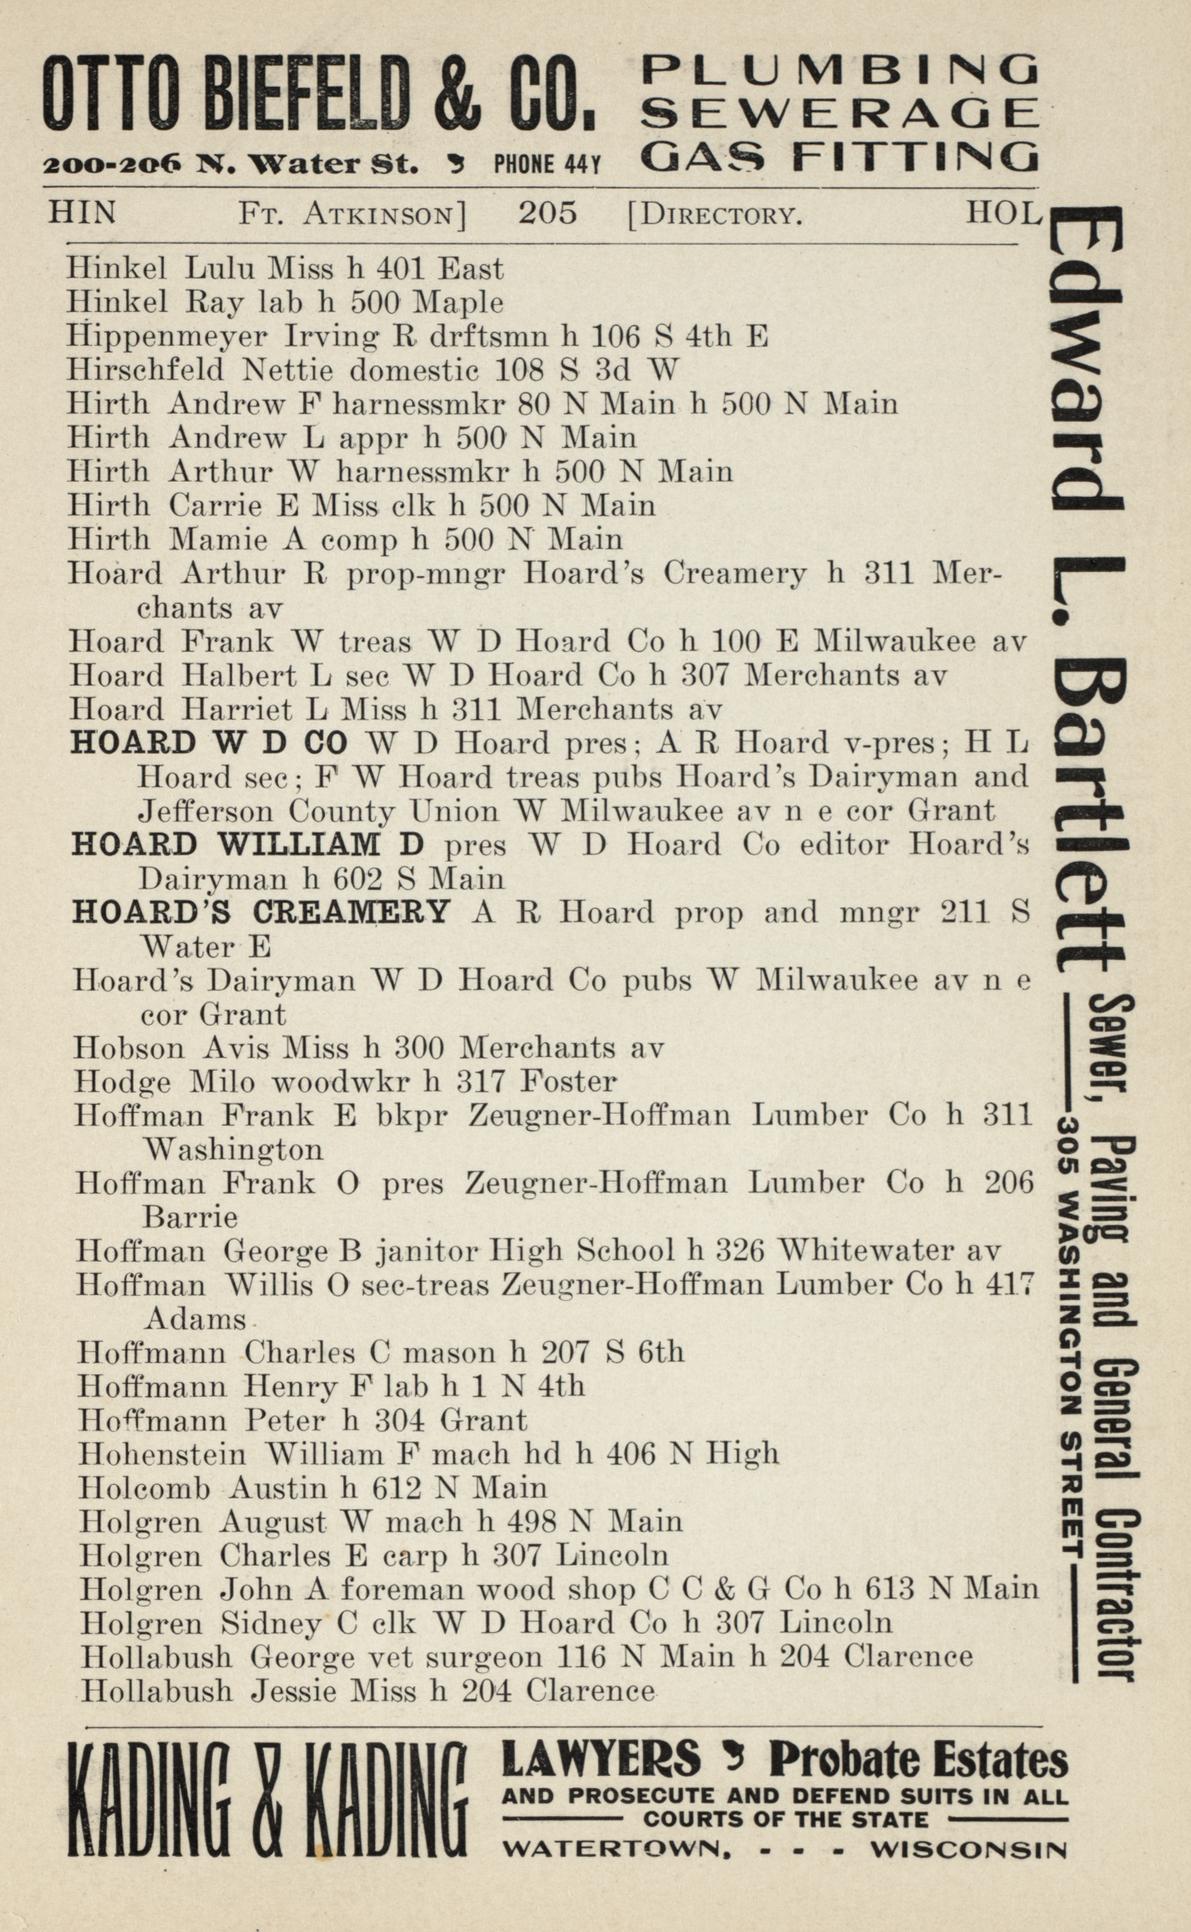 OTTO BIEFELD & CO.
200-206 N. Water St. PHONE 44Y
PLUMBING
SEWERAGE
GAS FITTING
HIN FT. ATKINSON] 205 [DIRECTORY. HOL
Hinkel Lulu Miss h 401 East
Hinkel Ray lab h 500 Maple
Hippenmeyer Irving R drftsmn h 106 S 4th E
Hirschfeld Nettie domestic 108 S 3d W
Hirth Andrew F harnessmkr 80 N Main h 500 N Main
Hirth Andrew L appr h 500 N Main
Hirth Arthur W harnessmkr h 500 N Main
Hirth Carrie E Miss clk h 500 N Main
Hirth Mamie A comp h 500 N Main
Hoard Arthur R prop-mngr Hoard's Creamery h 311 Mer-
chants av
Hoard Frank W treas W D Hoard Co h 100 E Milwaukee av
Hoard Halbert L sec W D Hoard Co h 307 Merchants av
Hoard Harriet L Miss h 311 Merchants av
HOARD W D CO W D Hoard pres; A R Hoard v-pres; H L
Hoard sec; F W Hoard treas pubs Hoard's Dairyman and
Jefferson County Union W Milwaukee av n e cor Grant
HOARD WILLIAM D pres W D Hoard Co editor Hoard's
Dairyman h 602 S Main
HOARD'S CREAMERY A R Hoard prop and mngr 211 S
Water E
Hoard's Dairyman W D Hoard Co pubs W Milwaukee av n e
cor Grant
Hobson Avis Miss h 300 Merchants av
Hodge Milo woodwkr h 317 Foster
Hoffman Frank E bkpr Zeugner-Hoffman Lumber Co h 311
Washington
Hoffman Frank O pres Zeugner-Hoffman Lumber Co h 206
Barrie
Hoffman George B janitor High School h 326 Whitewater av
Hoffman Willis O sec-treas Zeugner-Hoffman Lumber Co h 417
Adams
Hoffmann Charles C mason h 207 S 6th
Hoffmann Henry F lab h 1 N 4th
Hoffmann Peter h 304 Grant
Hohenstein William F mach hd h 406 N High
Holcomb Austin h 612 N Main
Holgren August W mach h 498 N Main
Holgren Charles E carp h 307 Lincoln
Holgren John A foreman wood shop C C & G Co h 613 N Main
Holgren Sidney C clk W D Hoard Co h 307 Lincoln
Hollabush George vet surgeon 116 N Main h 204 Clarence
Hollabush Jessie Miss h 204 Clarence
Edward L. Bartlett
Sewer, Paving and General Contractor
305 WASHINGTON STREET
KADING & KADING
LAWYERS Probate Estates
AND PROSECUTE AND DEFEND SUITS IN ALL
COURTS OF THE STATE
WATERTOWN, - - - WISCONSIN